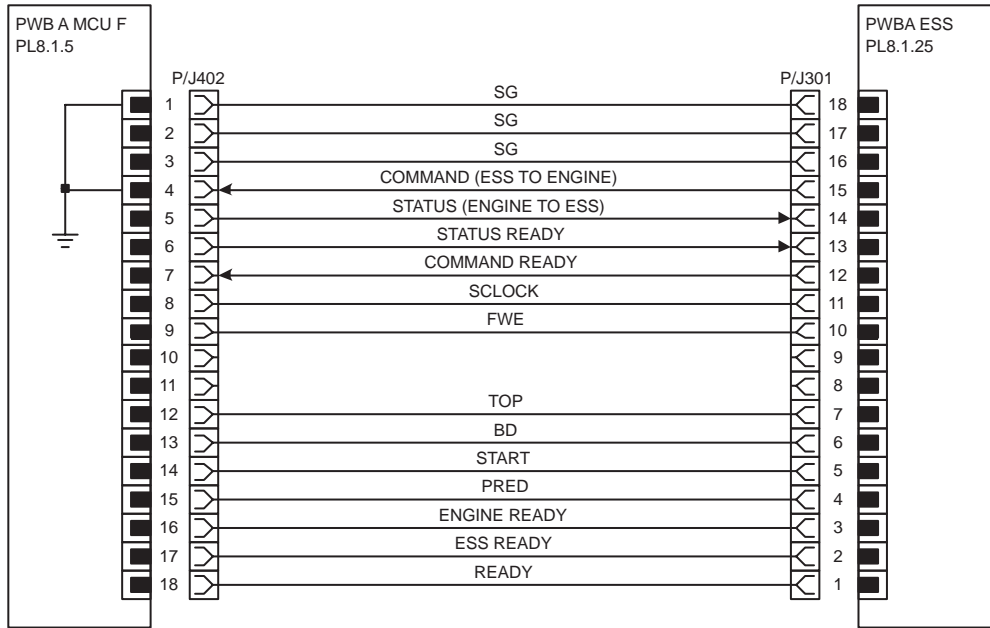 PWB A MCU F
PL8.1.5
PWBA ESS
PL8.1.25
P/J402
P/J301
1 SG 18
2 SG 17
3 SG 16
4 COMMAND (ESS TO ENGINE) 15
5 STATUS (ENGINE TO ESS) 14
6 STATUS READY 13
7 COMMAND READY 12
8 SCLOCK 11
9 FWE 10
10 9
11 8
12 TOP 7
13 BD 6
14 START 5
15 PRED 4
16 ENGINE READY 3
17 ESS READY 2
18 READY 1